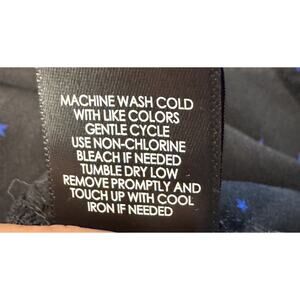 MACHINE WASH COLD
WITH LIKE COLORS
GENTLE CYCLE
USE NON-CHLORINE
BLEACH IF NEEDED
TUMBLE DRY LOW
REMOVE PROMPTLY AND
TOUCH UP WITH COOL
IRON IF NEEDED